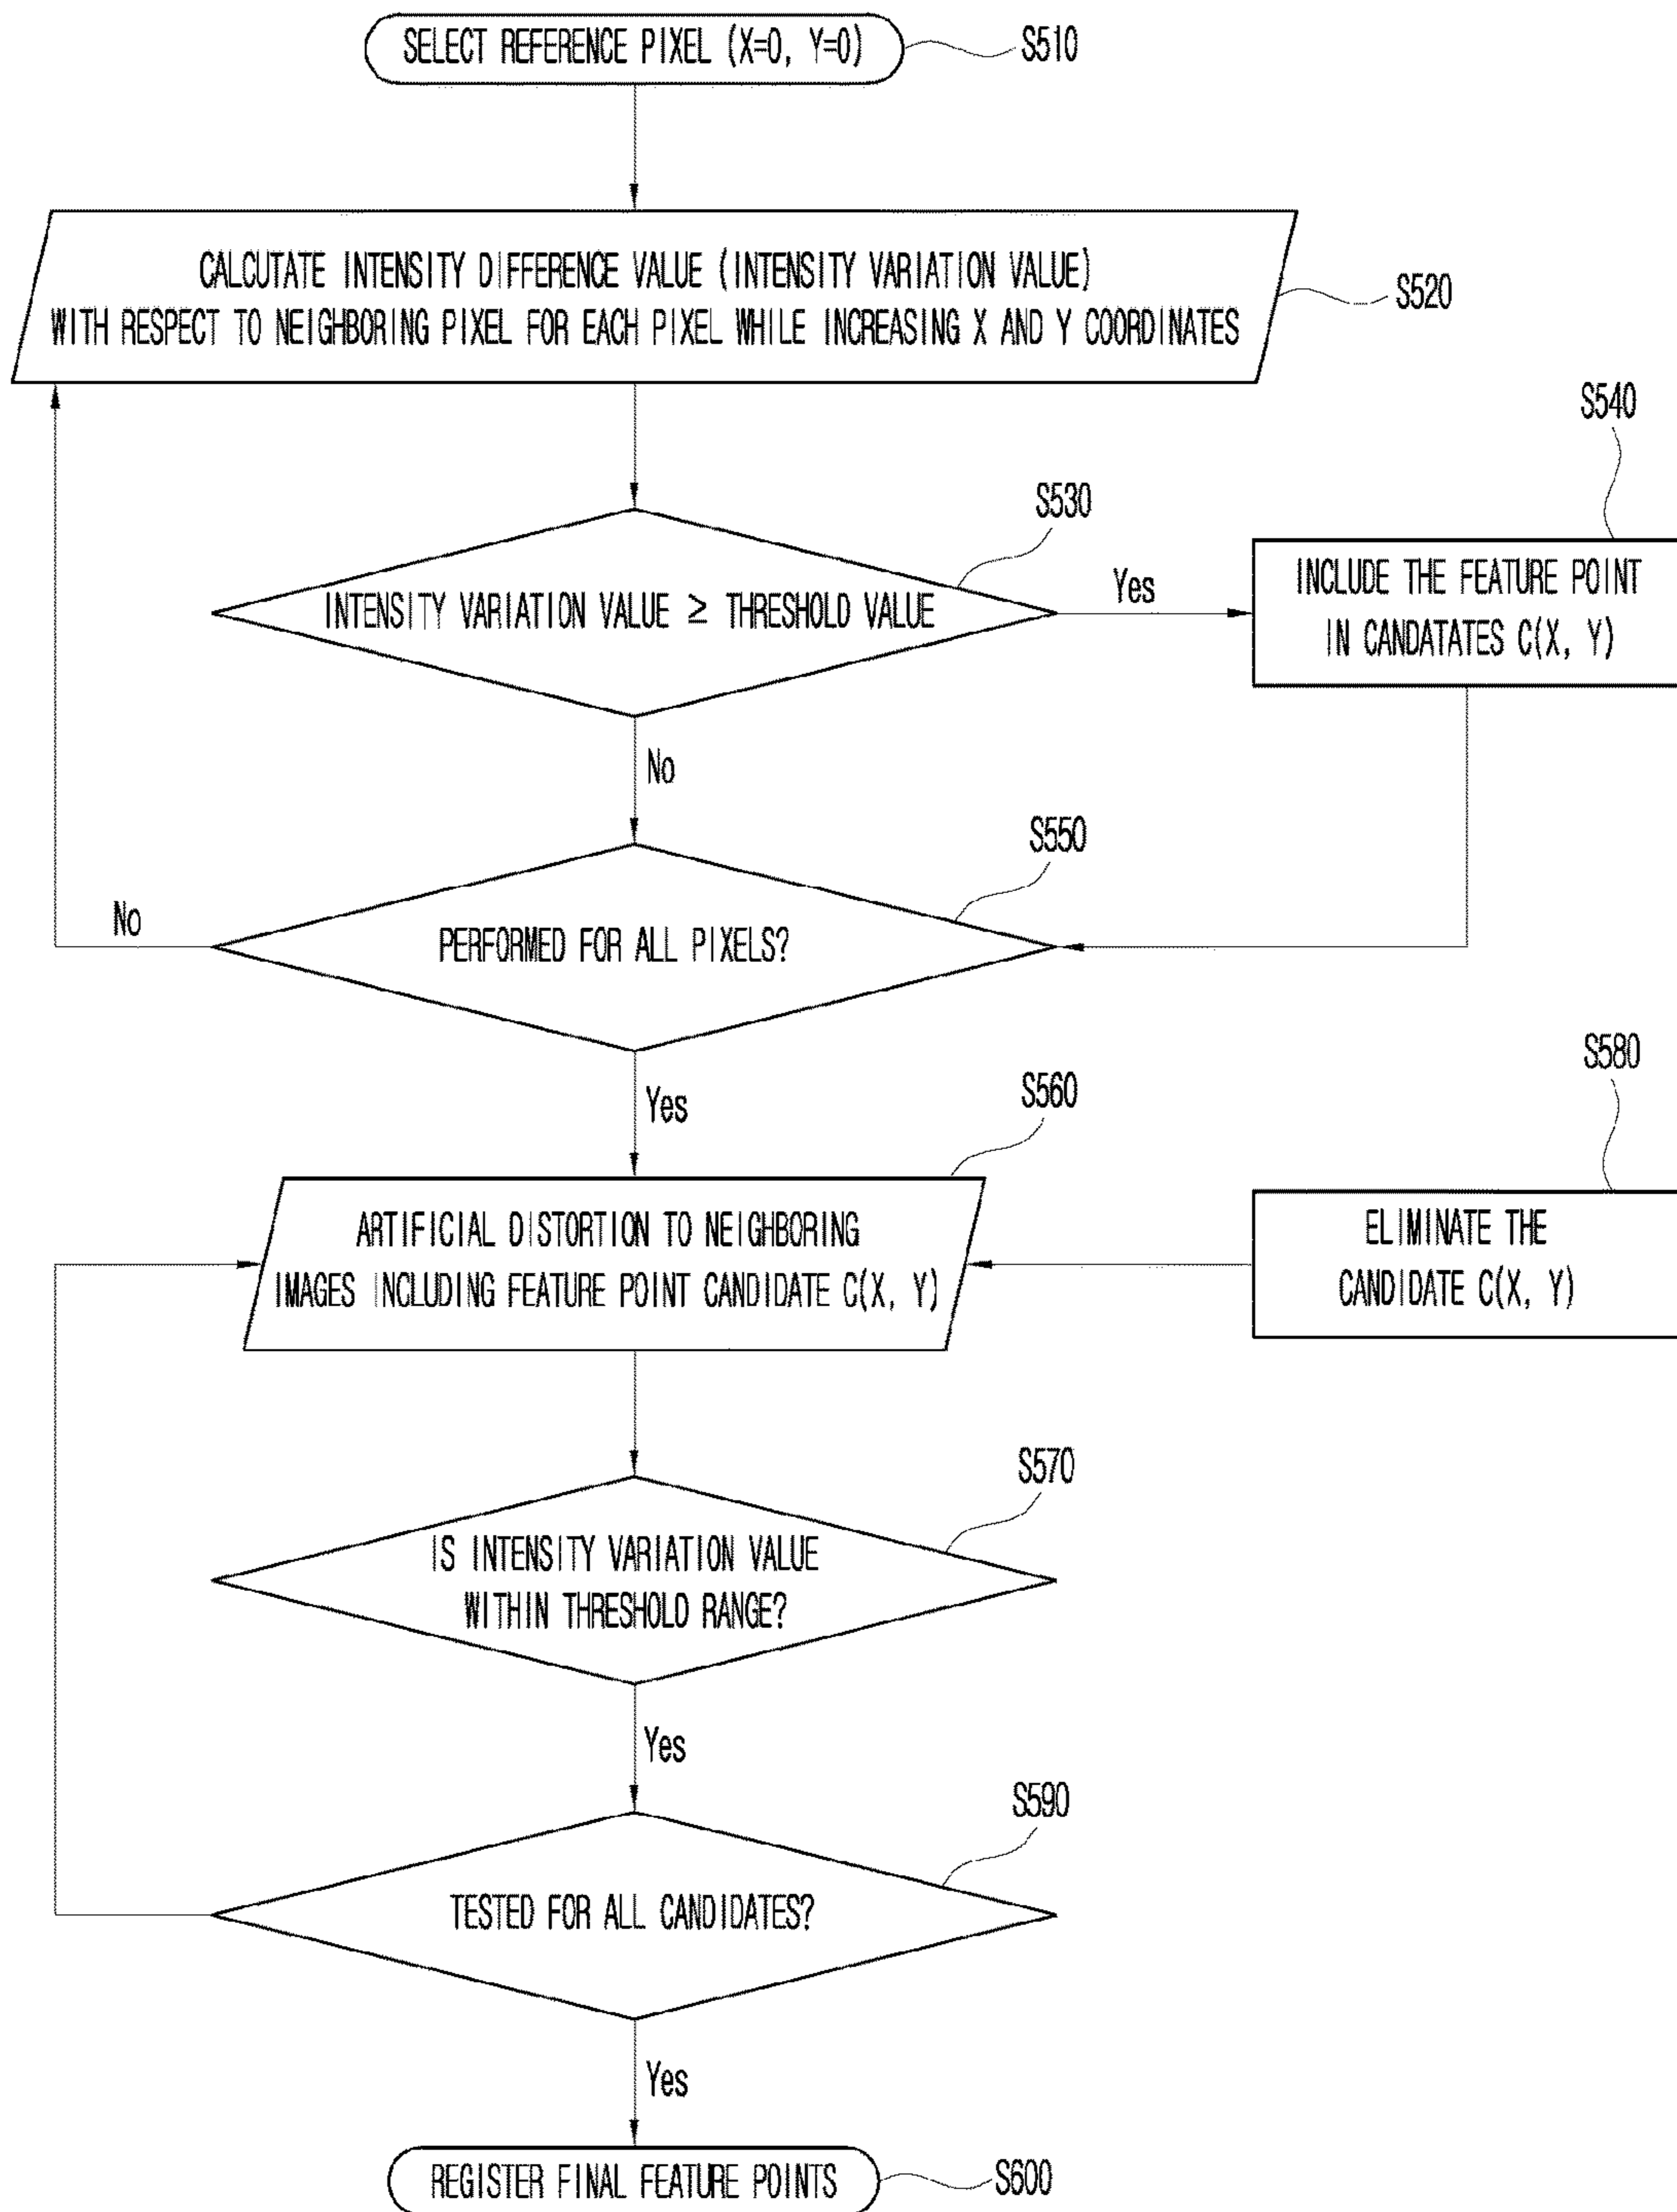 SELECT REFERENCE PIXEL (X=0, Y=0)
S510
CALCUTATE INTENSITY DIFFERENCE VALUE (INTENSITY VARIATION VALUE)
WITH RESPECT TO NEIGHBORING PIXEL FOR EACH PIXEL WHILE INCREASING X AND Y COORDINATES
S520
S530
INTENSITY VARIATION VALUE ≥ THRESHOLD VALUE
Yes
S540
INCLUDE THE FEATURE POINT
IN CANDATATES C(X, Y)
No
S550
PERFORMED FOR ALL PIXELS?
No
Yes
S560
ARTIFICIAL DISTORTION TO NEIGHBORING
IMAGES INCLUDING FEATURE POINT CANDIDATE C(X, Y)
S580
ELIMINATE THE
CANDIDATE C(X, Y)
S570
IS INTENSITY VARIATION VALUE
WITHIN THRESHOLD RANGE?
Yes
S590
TESTED FOR ALL CANDIDATES?
Yes
REGISTER FINAL FEATURE POINTS
S600